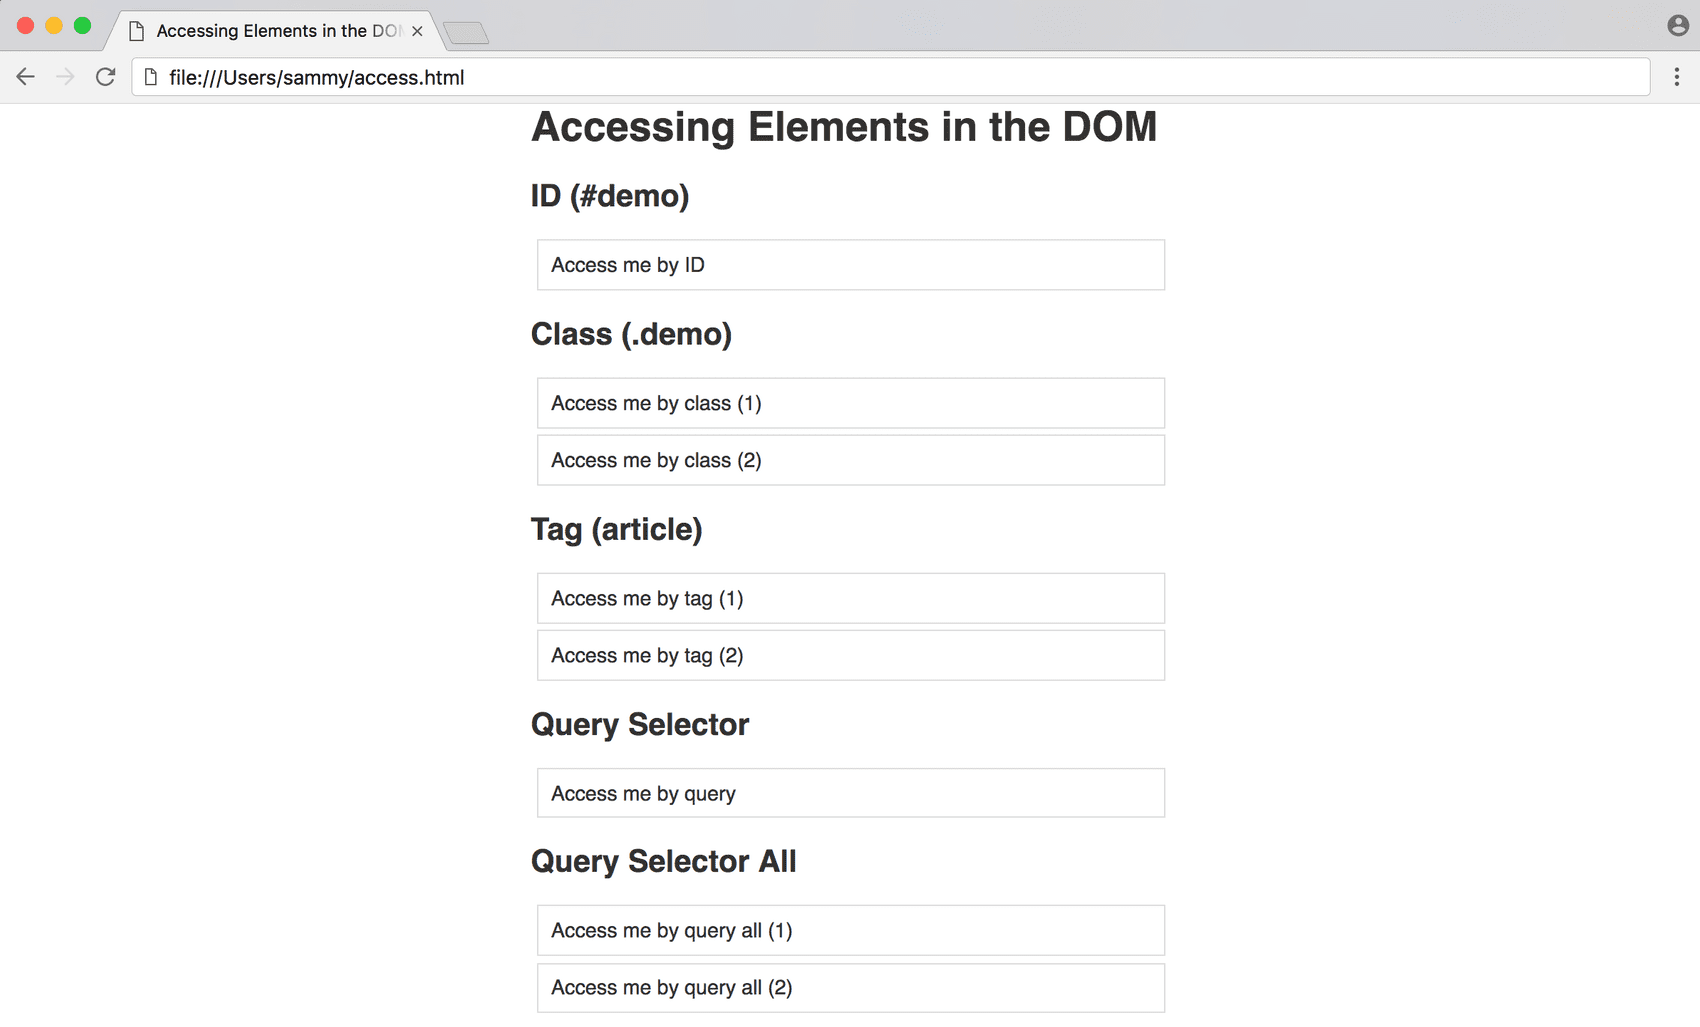 Accessing Elements in the DO
file:///Users/sammy/access.html
Accessing Elements in the DOM
ID (#demo)
Access me by ID
Class (.demo)
Access me by class (1)
Access me by class (2)
Tag (article)
Access me by tag (1)
Access me by tag (2)
Query Selector
Access me by query
Query Selector All
Access me by query all (1)
Access me by query all (2)